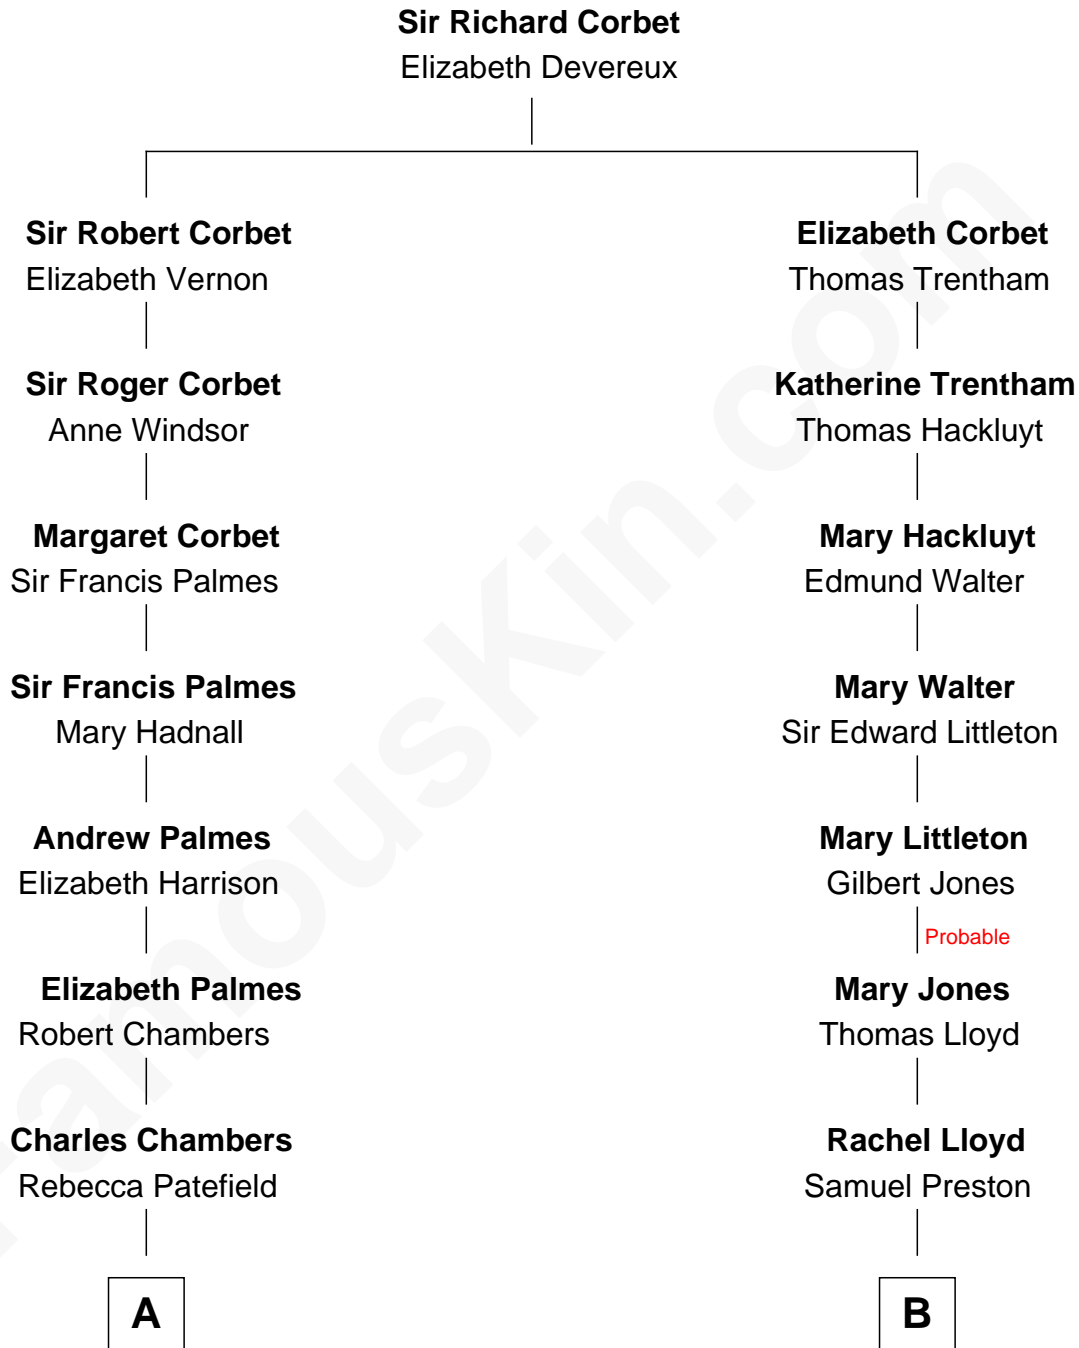 Sir Richard Corbet
Elizabeth Devereux
Sir Robert Corbet
Elizabeth Vernon
Elizabeth Corbet
Thomas Trentham
Sir Roger Corbet
Anne Windsor
Katherine Trentham
Thomas Hackluyt
Margaret Corbet
Sir Francis Palmes
Mary Hackluyt
Edmund Walter
Sir Francis Palmes
Mary Hadnall
Mary Walter
Sir Edward Littleton
Andrew Palmes
Elizabeth Harrison
Mary Littleton
Gilbert Jones
Probable
Elizabeth Palmes
Robert Chambers
Mary Jones
Thomas Lloyd
Charles Chambers
Rebecca Patefield
Rachel Lloyd
Samuel Preston
A
B
FamousKin.com